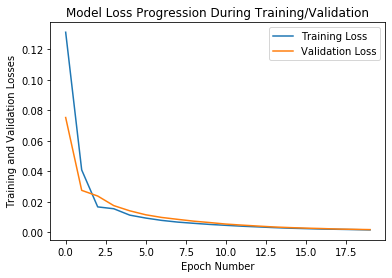 Model Loss Progression During Training/Validation
Training Loss
Validation Loss
Training and Validation Losses
0.12
0.10
0.08
0.06
0.04
0.02
0.00
0.0 2.5 5.0 7.5 10.0 12.5 15.0 17.5
Epoch Number